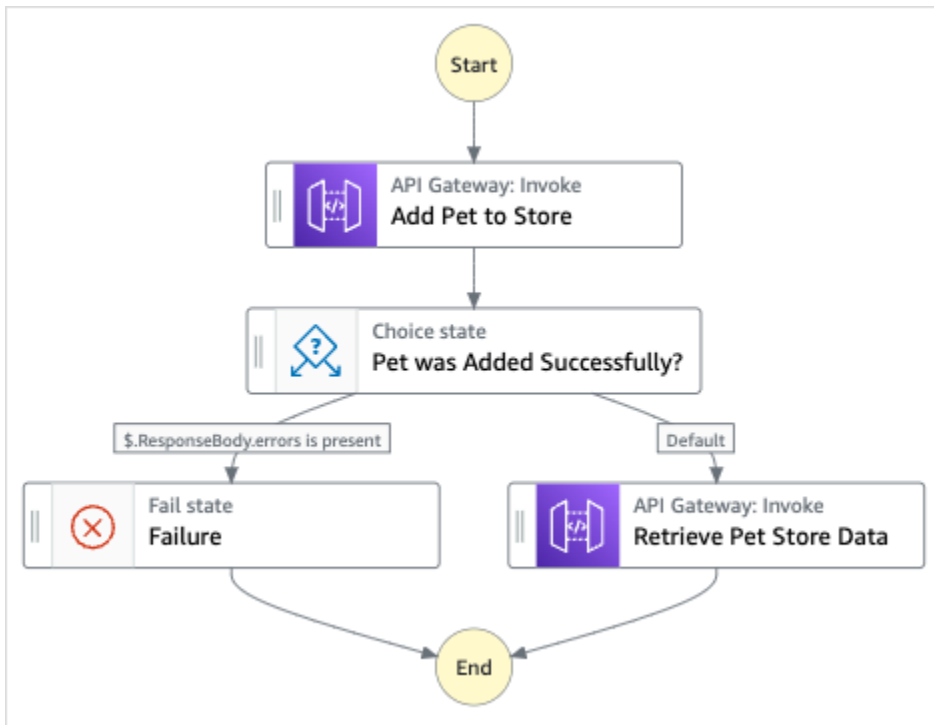 Start
API Gateway: Invoke
Add Pet to Store
Choice state
Pet was Added Successfully?
$.ResponseBody.errors is present
Default
Fail state
Failure
API Gateway: Invoke
Retrieve Pet Store Data
End